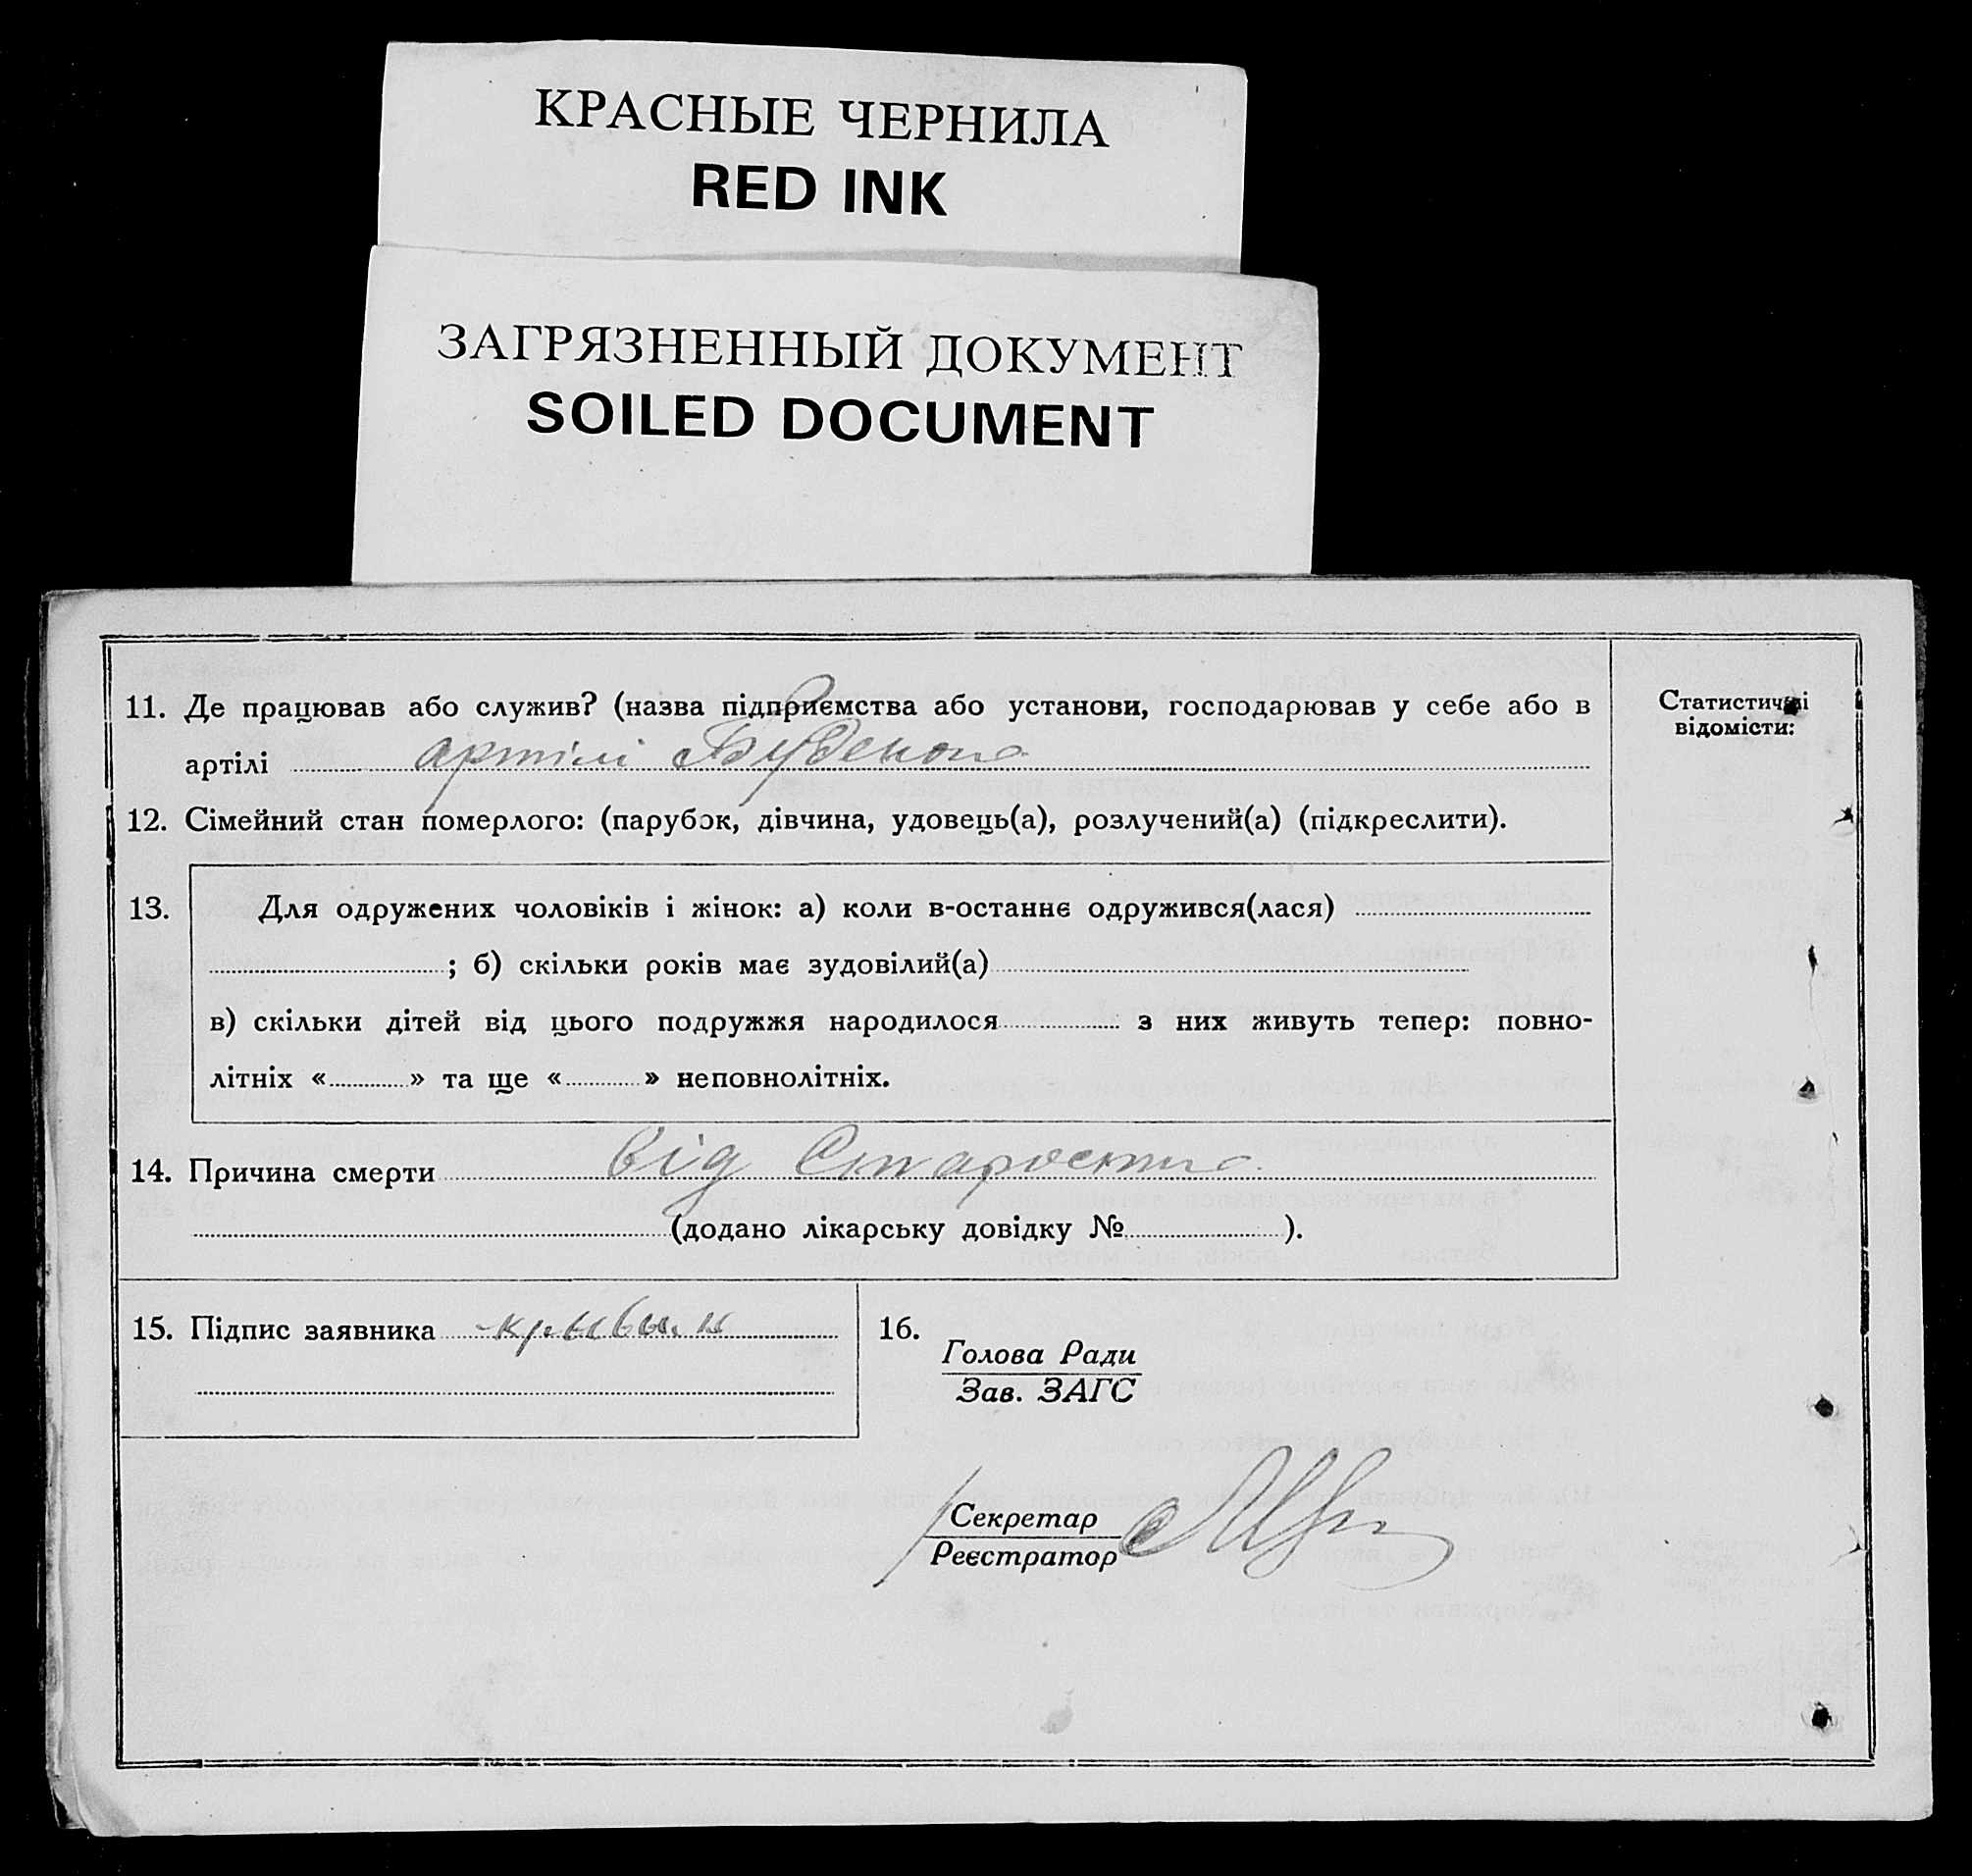 КРАСНЫЕ ЧЕРНИЛА
RED INK
ЗАГРЯЗНЕННЫЙ ДОКУМЕНТ
SOILED DOCUMENT
11. Де працював або служив? (назва підприємства або установи, господарював у себе або в
артілі артілі Буденого
12. Сімейний стан померлого: (парубок, дівчина, удовець(а), розлучений(а) (підкреслити).
13. Для одружених чоловіків і жінок: а) коли в-останнє одружився(лася)
; б) скільки років має зудовілий(а)
в) скільки дітей від цього подружжя народилося з них живуть тепер: повно-
літніх « » та ще « » неповнолітніх.
14. Причина смерти від Старости
(додано лікарську довідку № ).
15. Підпис заявника
16.
Голова Ради
Зав. ЗАГС
Секретар
Реєстратор
Статистичні
відомісти: